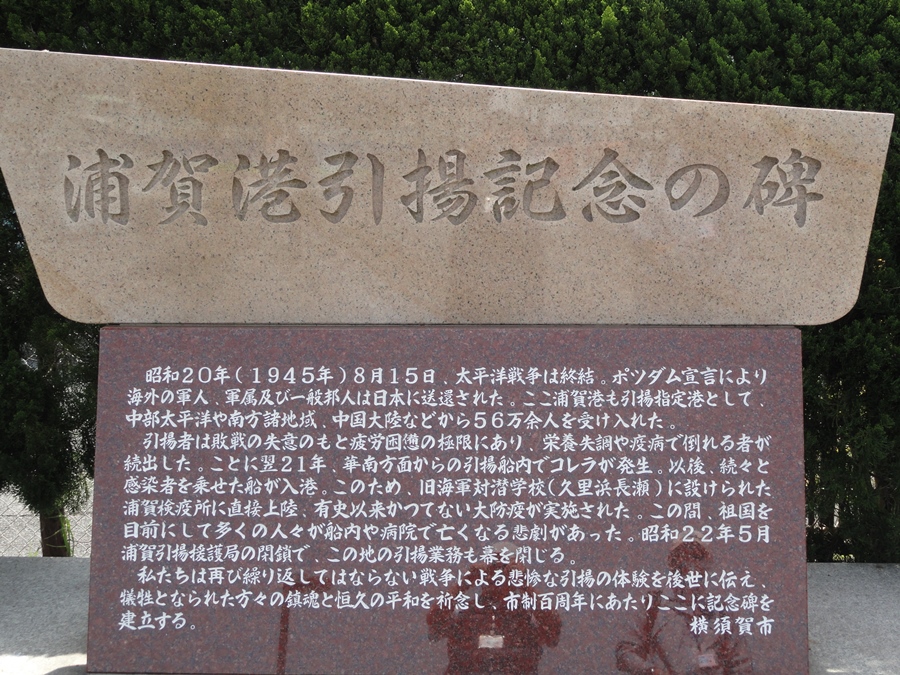 浦賀港引揚記念の碑
昭和20年(1945年)8月15日、太平洋戦争は終結。ポツダム宣言により
海外の軍人、軍属及び一般邦人は日本に送還された。ここ浦賀港も引揚指定港として、
中部太平洋や南方諸地域、中国大陸などから56万余人を受け入れた。
引揚者は敗戦の失意のもと疲労困憊の極限にあり、栄養失調や疫病で倒れる者が
続出した。ことに翌21年、華南方面からの引揚船内でコレラが発生。以後、続々と
感染者を乗せた船が入港。このため、旧海軍対潜学校(久里浜長瀬)に設けられた
浦賀検疫所に直接上陸、有史以来かつてない大防疫が実施された。この間、祖国を
目前にして多くの人々が船内や病院で亡くなる悲劇があった。昭和22年5月
浦賀引揚援護局の閉鎖で、この地の引揚業務も幕を閉じる。
私たちは再び繰り返してはならない戦争による悲惨な引揚の体験を後世に伝え、
犠牲となられた方々の鎮魂と恒久の平和を祈念し、市制百周年にあたりここに記念碑を
建立する。 横須賀市